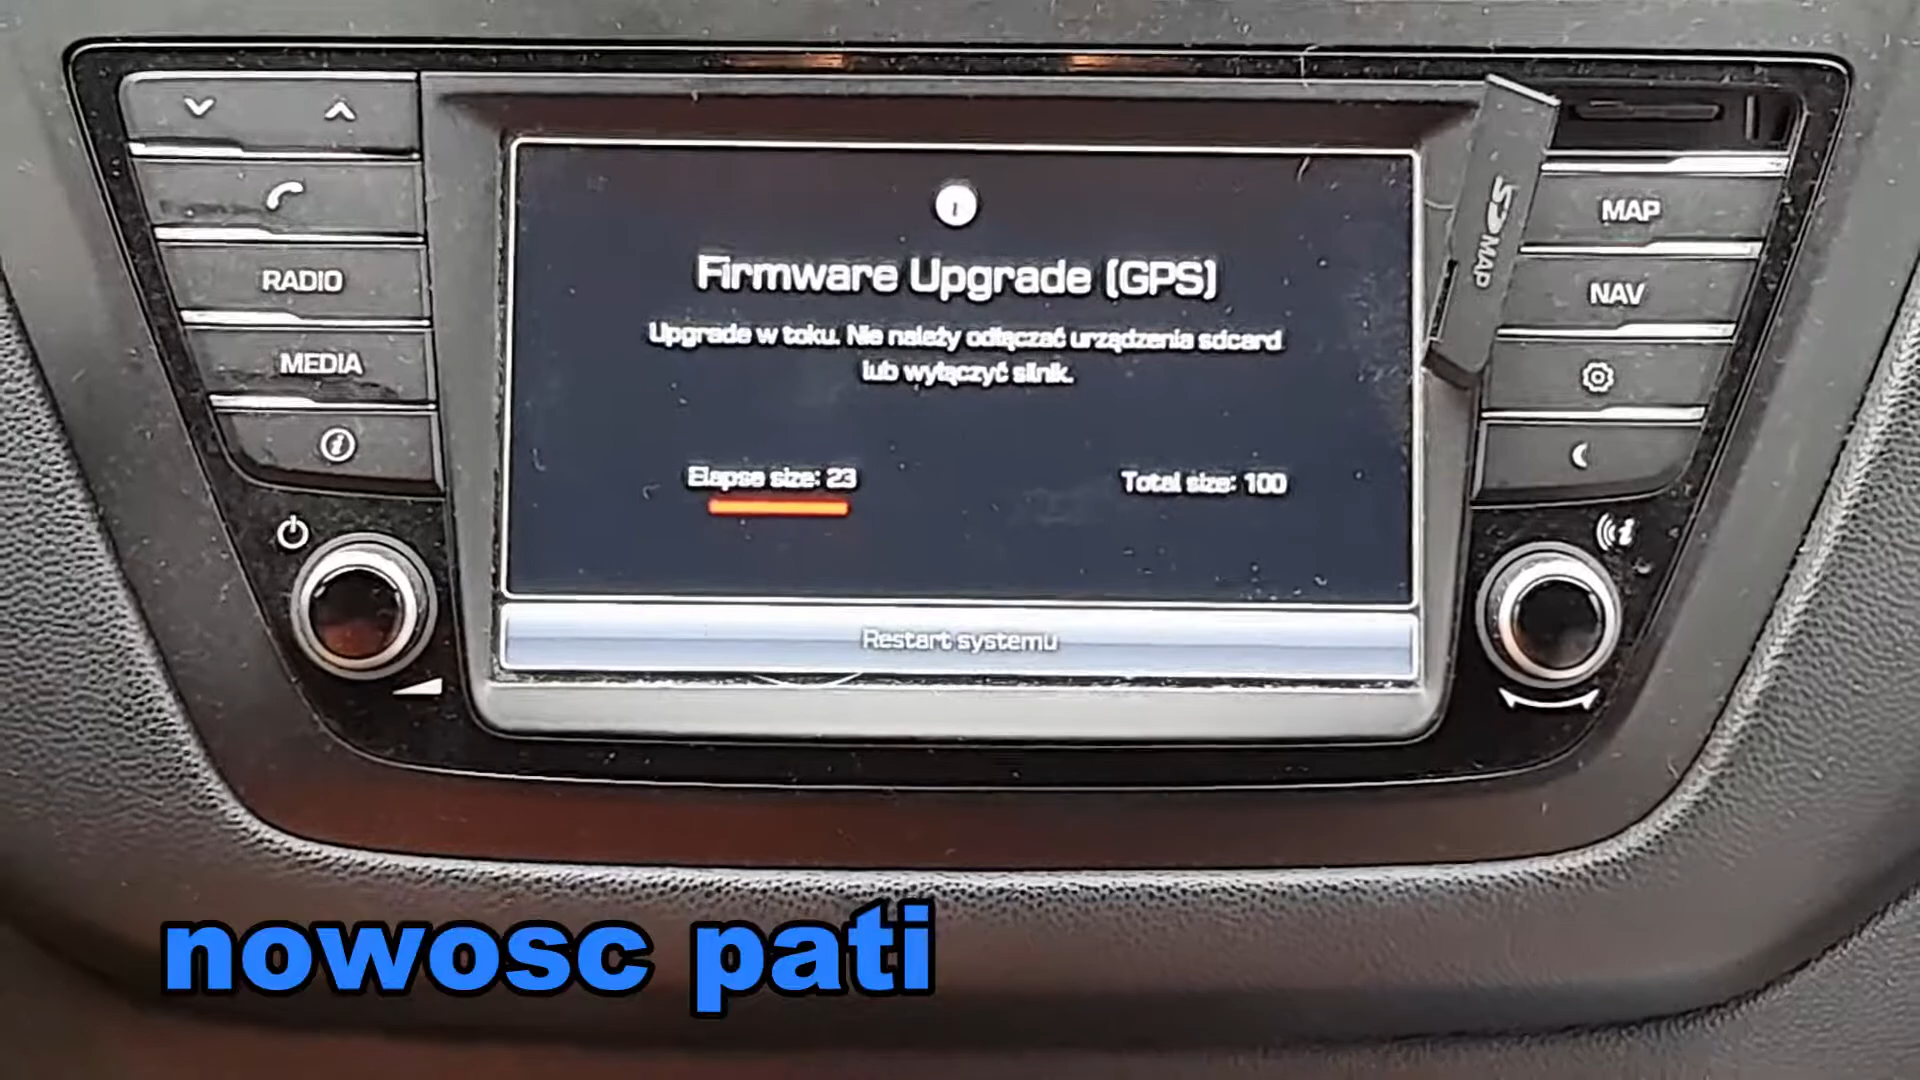 Firmware Upgrade (GPS)
Upgrade w toku. Nie należy odłączać urządzenia sdcard
lub wyłączyć silnik.
Elapse size: 23
Total size: 100
Restart systemu
RADIO
MEDIA
SD MAP
MAP
NAV
nowosc pati